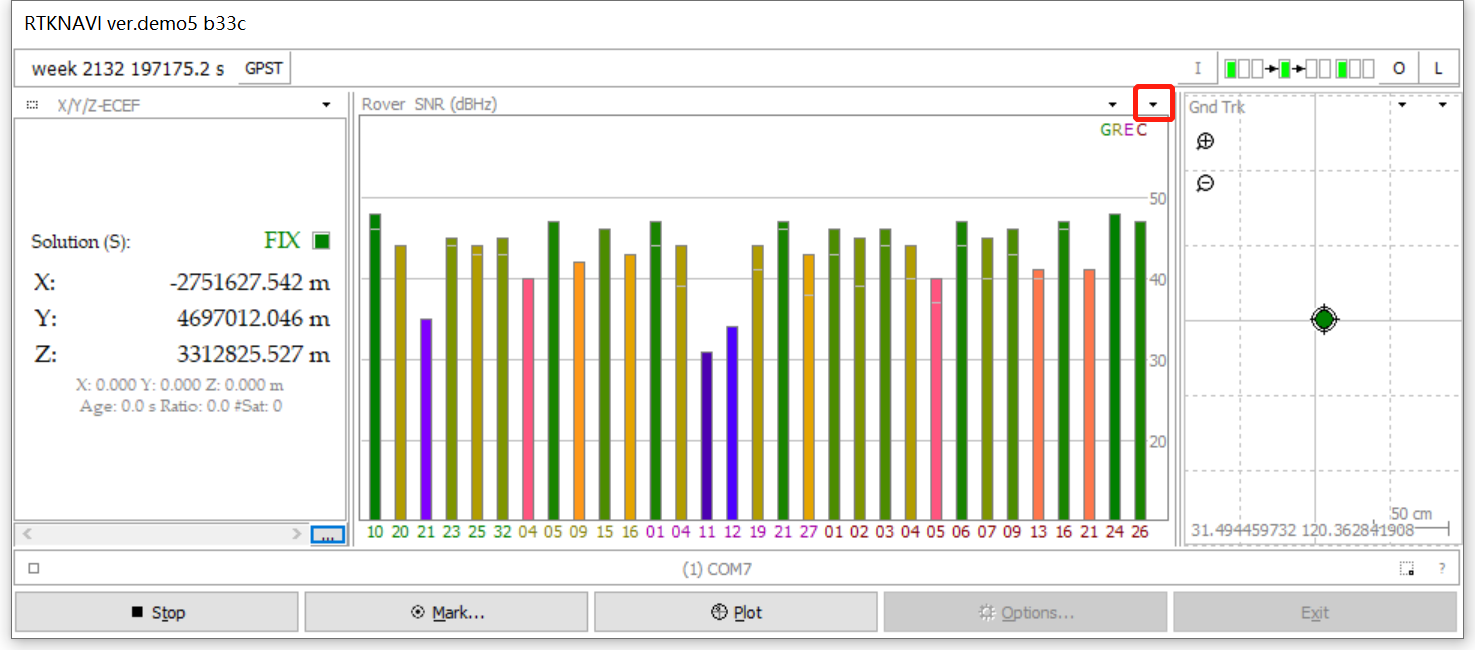 RTKNAVI ver.demo5 b33c
week 2132 197175.2 s GPST I O L
X/Y/Z-ECEF
Solution (S): FIX
X: -2751627.542 m
Y: 4697012.046 m
Z: 3312825.527 m
X: 0.000 Y: 0.000 Z: 0.000 m
Age: 0.0 s Ratio: 0.0 #Sat: 0
...
Rover SNR (dBHz)
GREC
50
40
30
20
10 20 21 23 25 32 04 05 09 15 16 01 04 11 12 19 21 27 01 02 03 04 05 06 07 09 13 16 21 24 26
Gnd Trk
50 cm
31.494459732 120.362841908
(1) COM7 ?
Stop Mark... Plot Options... Exit